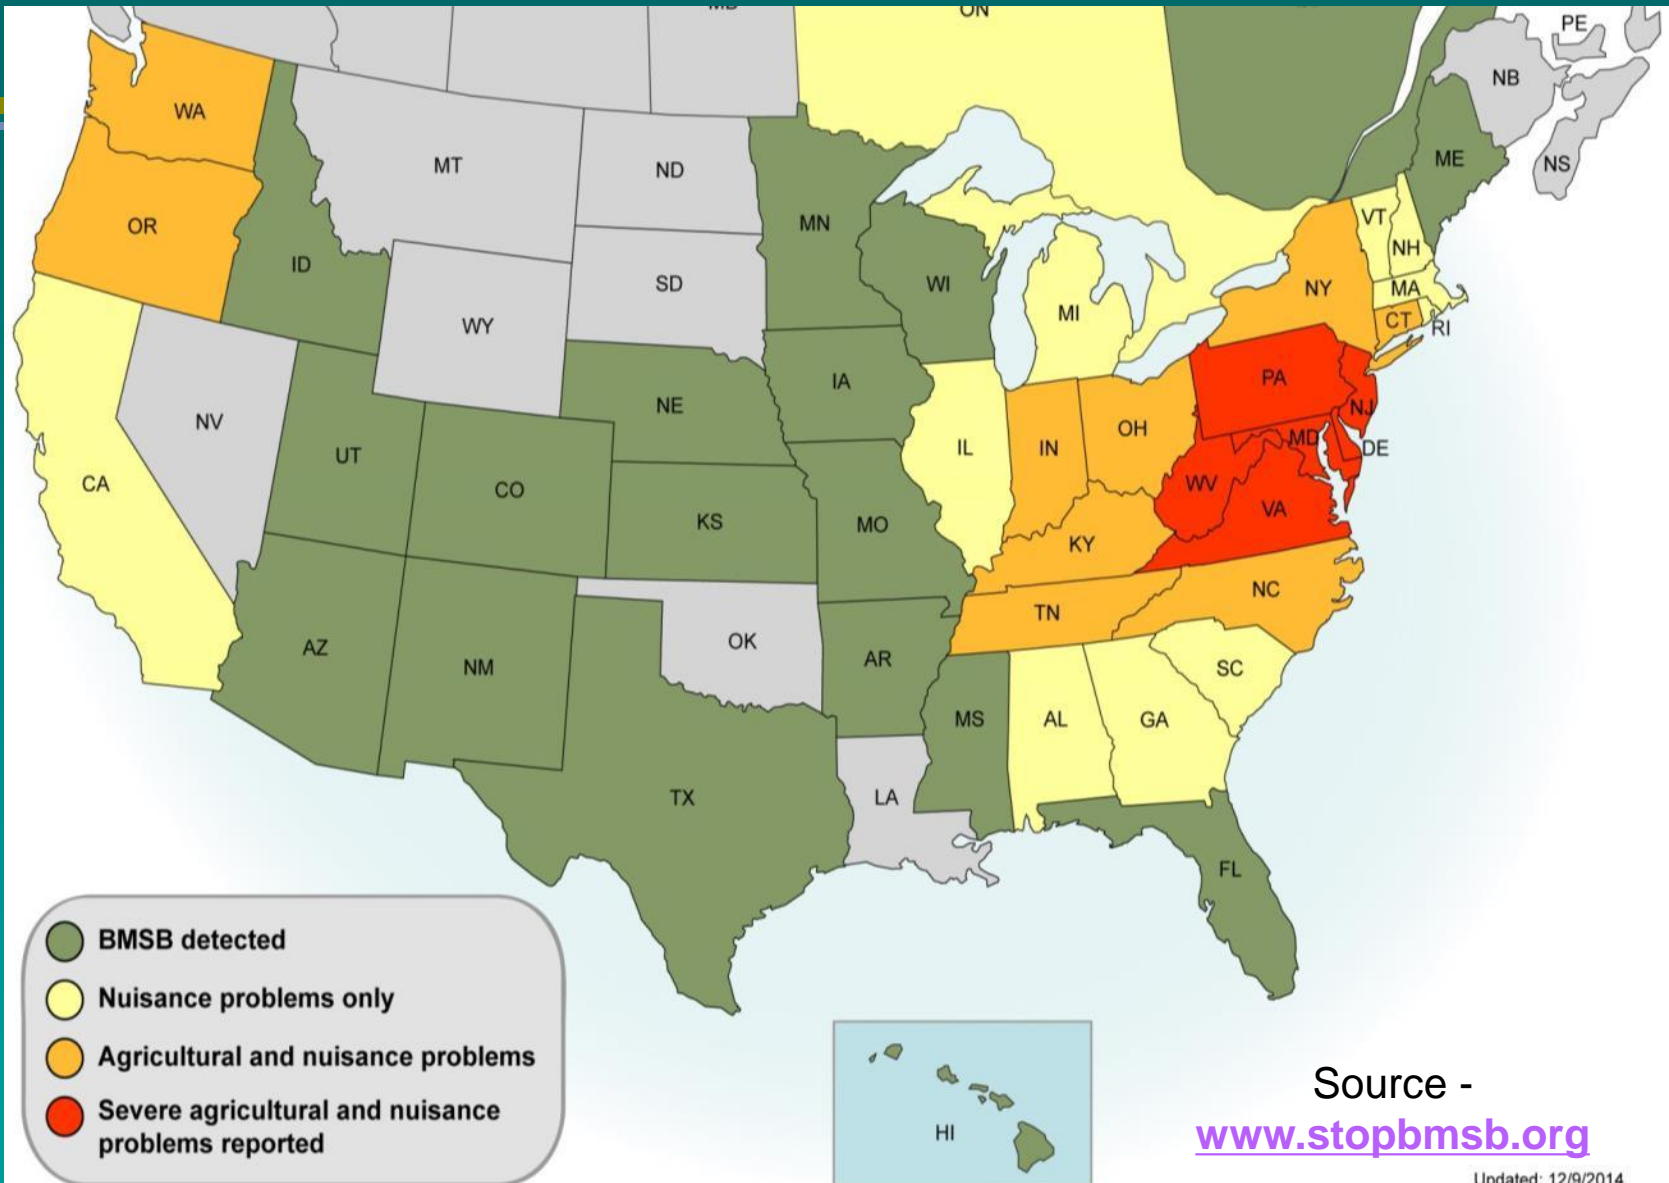 MB
ON
PE
NB
WA
ME
NS
MT
ND
VT
OR
MN
NH
ID
SD
WI
MA
NY
MI
CT
WY
RI
PA
IA
NE
NJ
NV
OH
MD
DE
UT
IN
IL
CA
CO
WV
KS
VA
MO
KY
NC
TN
OK
AZ
AR
NM
SC
MS
AL
GA
TX
LA
FL
BMSB detected
Nuisance problems only
Agricultural and nuisance problems
Severe agricultural and nuisance
problems reported
HI
Source -
www.stopbmsb.org
Updated: 12/9/2014